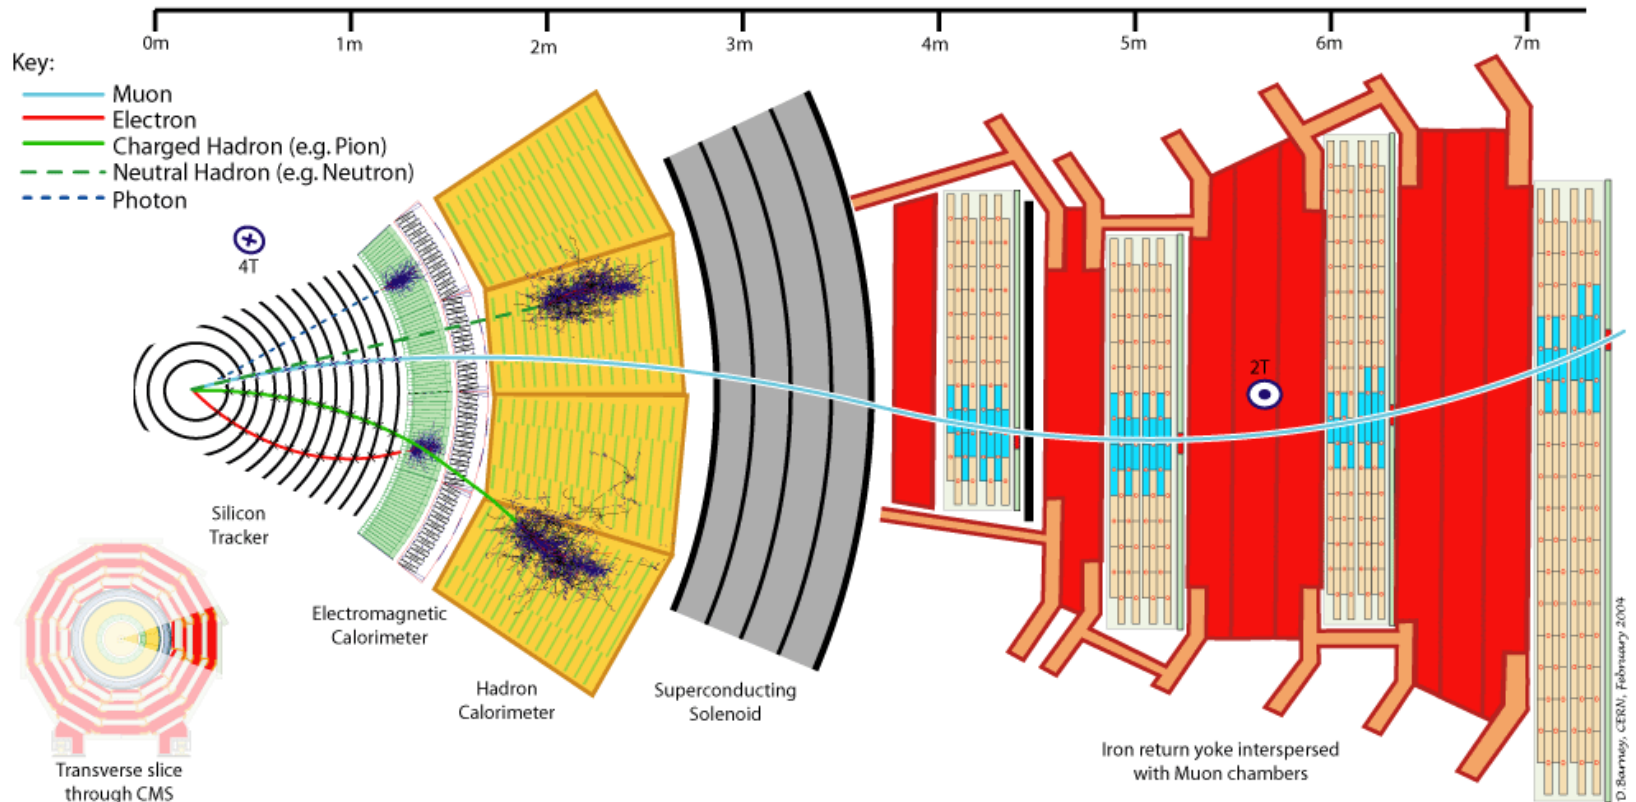 0m
1m
2m
3m
4m
5m
6m
7m
Key:
Muon
Electron
Charged Hadron (e.g. Pion)
Neutral Hadron (e.g. Neutron)
Photon
4T
2T
Silicon
Tracker
Electromagnetic
Calorimeter
Hadron
Calorimeter
Superconducting
Solenoid
Iron return yoke interspersed
with Muon chambers
Transverse slice
through CMS
D.Barney, CERN, February 2004